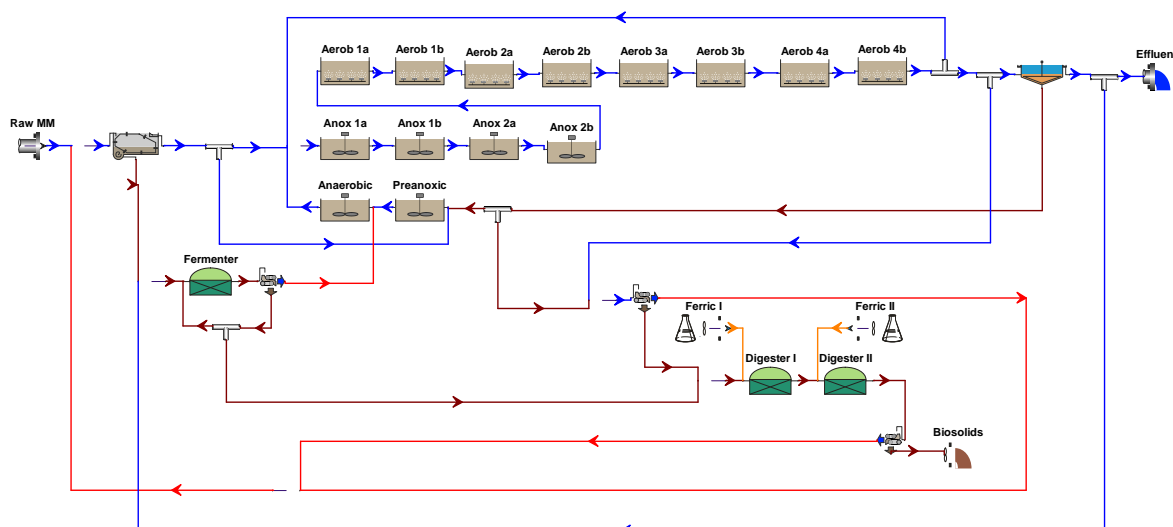 Aerob 1a
Aerob 1b
Aerob 2a
Aerob 2b
Aerob 3a
Aerob 3b
Aerob 4a
Aerob 4b
Effluen
Raw MM
Anox 1a
Anox 1b
Anox 2a
Anox 2b
Anaerobic
Preanoxic
Fermenter
Ferric I
Ferric II
Digester I
Digester II
Biosolids